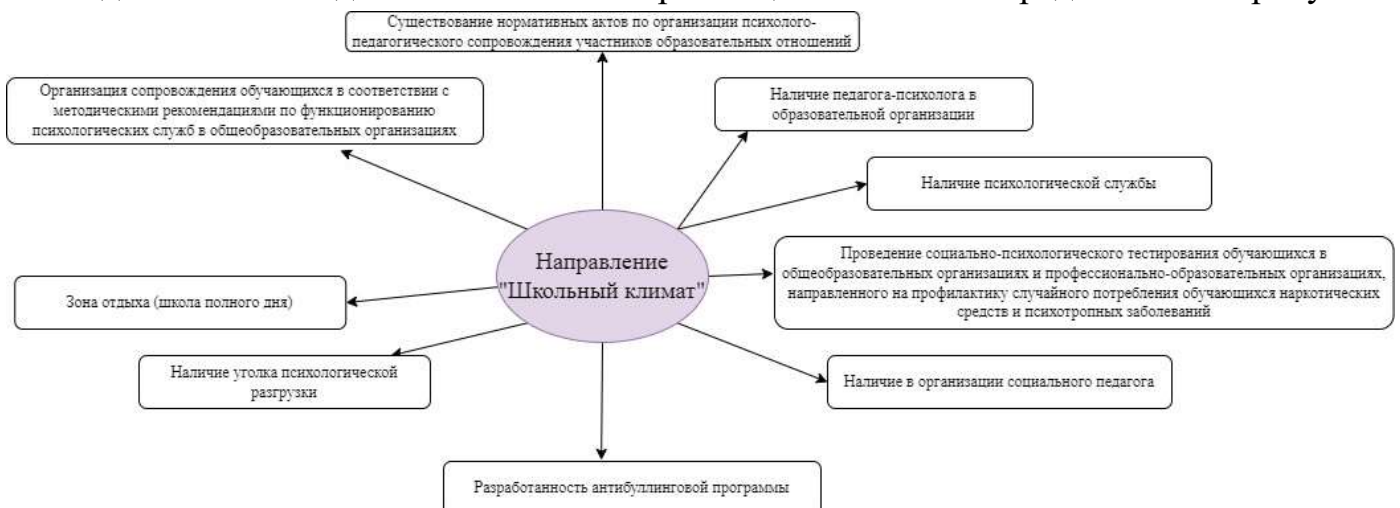 Существование нормативных актов по организации психолого-
педагогического сопровождения участников образовательных отношений
Организация сопровождения обучающихся в соответствии с
методическими рекомендациями по функционированию
психологических служб в общеобразовательных организациях
Наличие педагога-психолога в
образовательной организации
Наличие психологической службы
Направление
"Школьный климат"
Проведение социально-психологического тестирования обучающихся в
общеобразовательных организациях и профессионально-образовательных организациях,
направленного на профилактику случайного потребления обучающихся наркотических
средств и психотропных заболеваний
Зона отдыха (школа полного дня)
Наличие уголка психологической
разгрузки
Наличие в организации социального педагога
Разработанность антибуллинговой программы